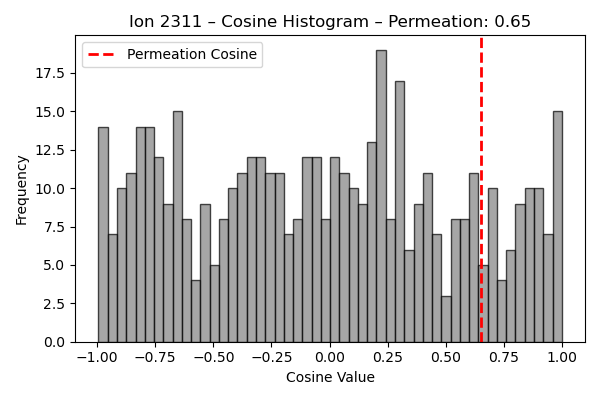 Ion 2311 – Cosine Histogram – Permeation: 0.65
Permeation Cosine
17.5
15.0
12.5
10.0
7.5
5.0
2.5
0.0
Frequency
−1.00 −0.75 −0.50 −0.25 0.00 0.25 0.50 0.75 1.00
Cosine Value